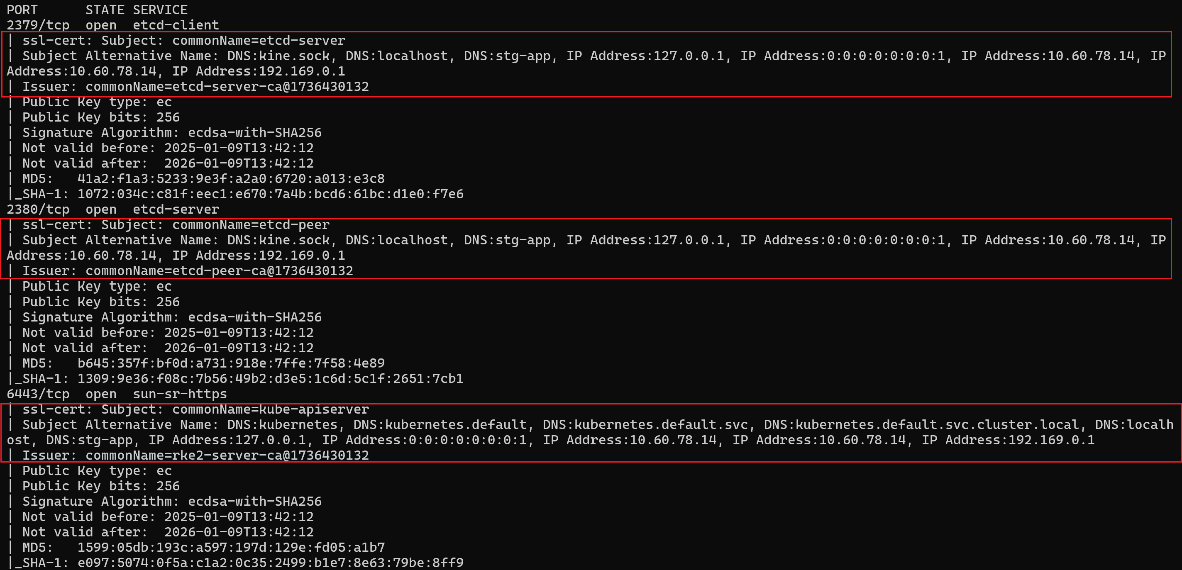 PORT      STATE SERVICE
2379/tcp  open  etcd-client
| ssl-cert: Subject: commonName=etcd-server
| Subject Alternative Name: DNS:kine.sock, DNS:localhost, DNS:stg-app, IP Address:127.0.0.1, IP Address:0:0:0:0:0:0:0:1, IP Address:10.60.78.14, IP
Address:10.60.78.14, IP Address:192.169.0.1
| Issuer: commonName=etcd-server-ca@1736430132
| Public Key type: ec
| Public Key bits: 256
| Signature Algorithm: ecdsa-with-SHA256
| Not valid before: 2025-01-09T13:42:12
| Not valid after:  2026-01-09T13:42:12
| MD5:   41a2:f1a3:5233:9e3f:a2a0:6720:a013:e3c8
|_SHA-1: 1072:034c:c81f:eec1:e670:7a4b:bcd6:61bc:d1e0:f7e6
2380/tcp  open  etcd-server
| ssl-cert: Subject: commonName=etcd-peer
| Subject Alternative Name: DNS:kine.sock, DNS:localhost, DNS:stg-app, IP Address:127.0.0.1, IP Address:0:0:0:0:0:0:0:1, IP Address:10.60.78.14, IP
Address:10.60.78.14, IP Address:192.169.0.1
| Issuer: commonName=etcd-peer-ca@1736430132
| Public Key type: ec
| Public Key bits: 256
| Signature Algorithm: ecdsa-with-SHA256
| Not valid before: 2025-01-09T13:42:12
| Not valid after:  2026-01-09T13:42:12
| MD5:   b645:357f:bf0d:a731:918e:7ffe:7f58:4e89
|_SHA-1: 1309:9e36:f08c:7b56:49b2:d3e5:1c6d:5c1f:2651:7cb1
6443/tcp  open  sun-sr-https
| ssl-cert: Subject: commonName=kube-apiserver
| Subject Alternative Name: DNS:kubernetes, DNS:kubernetes.default, DNS:kubernetes.default.svc, DNS:kubernetes.default.svc.cluster.local, DNS:localh
ost, DNS:stg-app, IP Address:127.0.0.1, IP Address:0:0:0:0:0:0:0:1, IP Address:10.60.78.14, IP Address:10.60.78.14, IP Address:192.169.0.1
| Issuer: commonName=rke2-server-ca@1736430132
| Public Key type: ec
| Public Key bits: 256
| Signature Algorithm: ecdsa-with-SHA256
| Not valid before: 2025-01-09T13:42:12
| Not valid after:  2026-01-09T13:42:12
| MD5:   1599:05db:193c:a597:197d:129e:fd05:a1b7
|_SHA-1: e097:5074:0f5a:c1a2:0c35:2499:b1e7:8e63:79be:8ff9